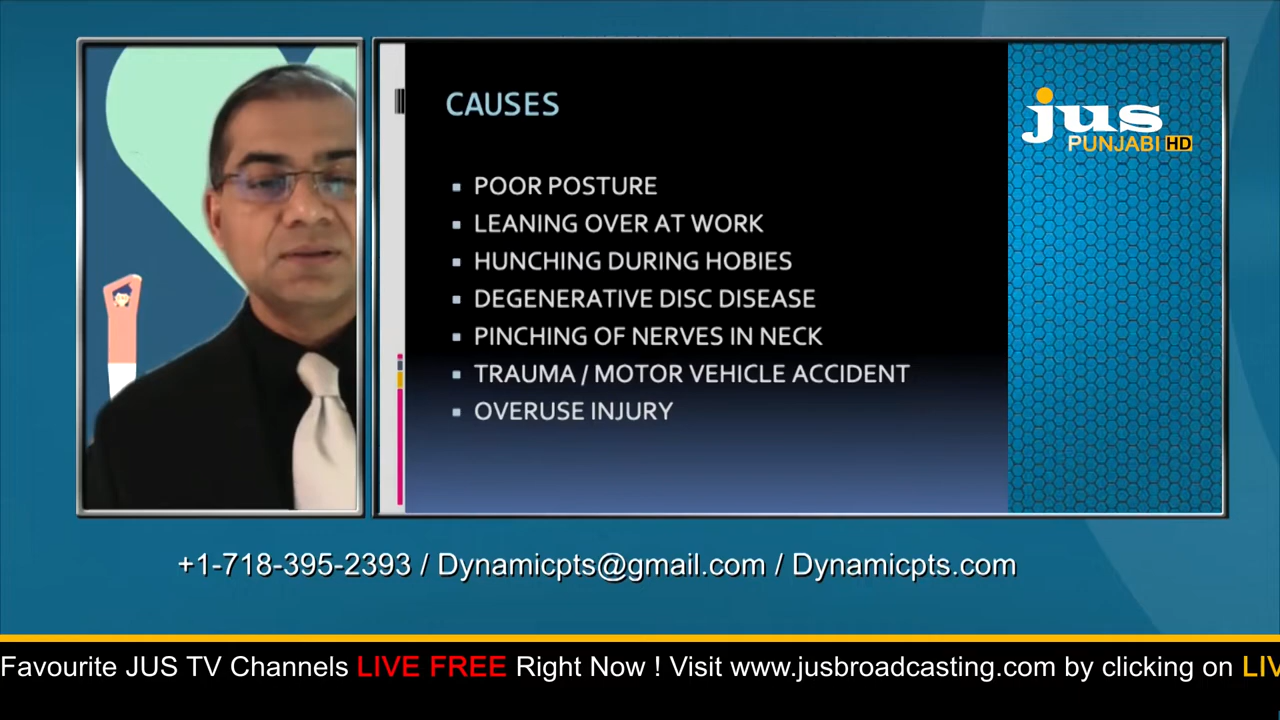 CAUSES
POOR POSTURE
LEANING OVER AT WORK
HUNCHING DURING HOBIES
DEGENERATIVE DISC DISEASE
PINCHING OF NERVES IN NECK
TRAUMA / MOTOR VEHICLE ACCIDENT
OVERUSE INJURY
jus
PUNJABI HD
+1-718-395-2393 / Dynamicpts@gmail.com / Dynamicpts.com
Favourite JUS TV Channels LIVE FREE Right Now ! Visit www.jusbroadcasting.com by clicking on LIV